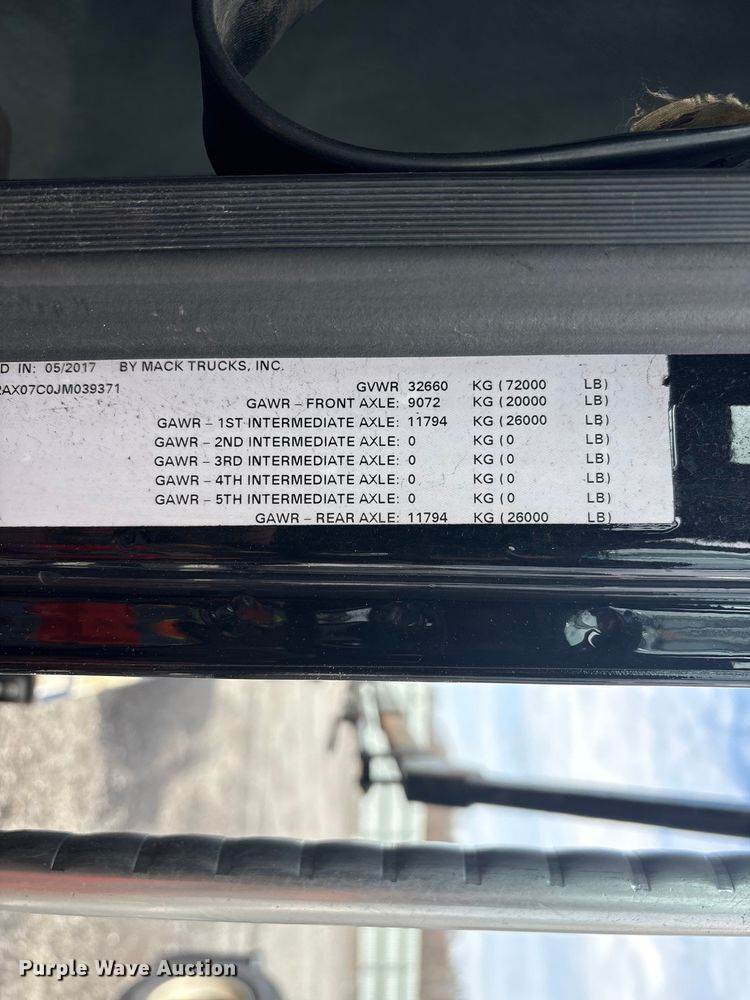 D IN: 05/2017 BY MACK TRUCKS, INC.
2AX07C0JM039371 GVWR 32660 KG ( 72000 LB)
GAWR – FRONT AXLE: 9072 KG ( 20000 LB)
GAWR – 1ST INTERMEDIATE AXLE: 11794 KG ( 26000 LB)
GAWR – 2ND INTERMEDIATE AXLE: 0 KG ( 0 LB)
GAWR – 3RD INTERMEDIATE AXLE: 0 KG ( 0 LB)
GAWR – 4TH INTERMEDIATE AXLE: 0 KG ( 0 LB)
GAWR – 5TH INTERMEDIATE AXLE: 0 KG ( 0 LB)
GAWR – REAR AXLE: 11794 KG ( 26000 LB)
Purple Wave Auction